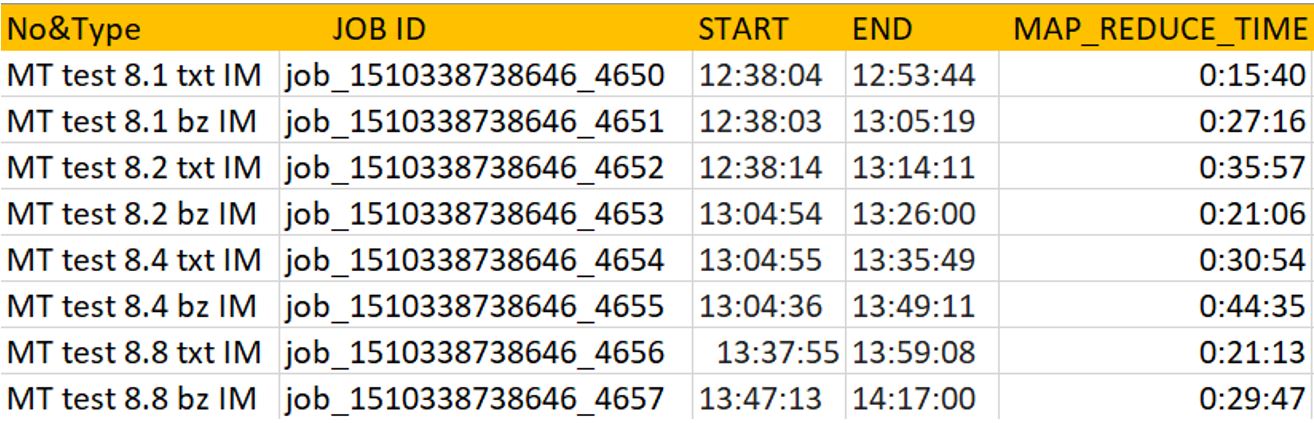 No&Type JOB ID START END MAP_REDUCE_TIME
MT test 8.1 txt IM job_1510338738646_4650 12:38:04 12:53:44 0:15:40
MT test 8.1 bz IM job_1510338738646_4651 12:38:03 13:05:19 0:27:16
MT test 8.2 txt IM job_1510338738646_4652 12:38:14 13:14:11 0:35:57
MT test 8.2 bz IM job_1510338738646_4653 13:04:54 13:26:00 0:21:06
MT test 8.4 txt IM job_1510338738646_4654 13:04:55 13:35:49 0:30:54
MT test 8.4 bz IM job_1510338738646_4655 13:04:36 13:49:11 0:44:35
MT test 8.8 txt IM job_1510338738646_4656 13:37:55 13:59:08 0:21:13
MT test 8.8 bz IM job_1510338738646_4657 13:47:13 14:17:00 0:29:47